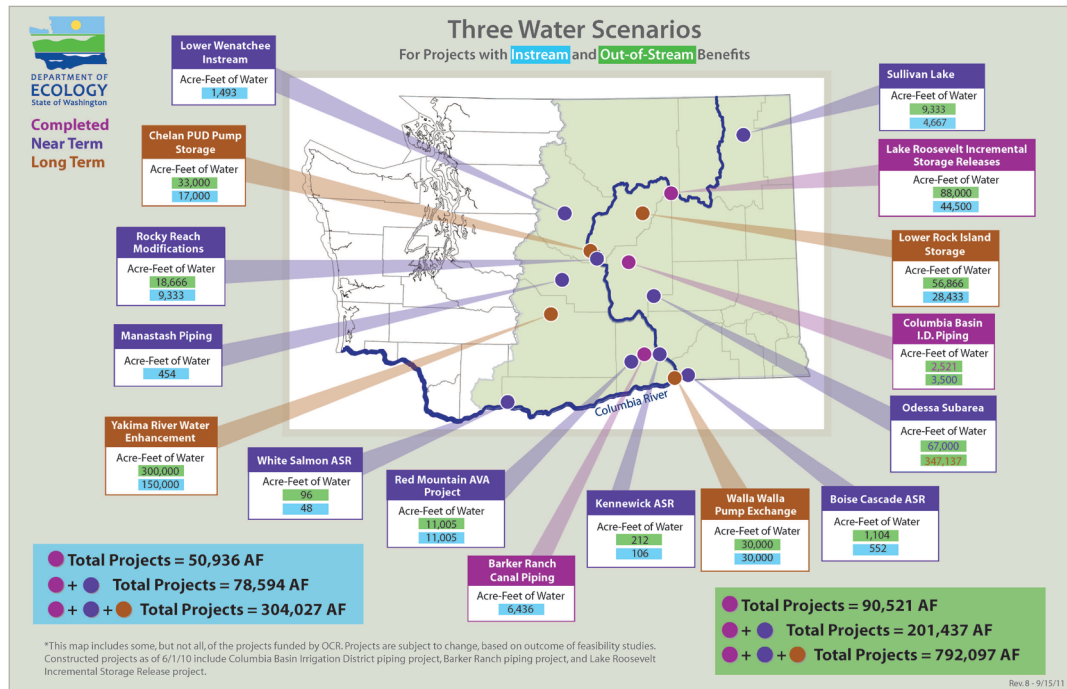 Three Water Scenarios
For Projects with Instream and Out-of-Stream Benefits
DEPARTMENT OF
ECOLOGY
State of Washington
Completed
Near Term
Long Term
Lower Wenatchee
Instream
Acre-Feet of Water
1,493
Chelan PUD Pump
Storage
Acre-Feet of Water
33,000
17,000
Rocky Reach
Modifications
Acre-Feet of Water
18,666
9,333
Manastash Piping
Acre-Feet of Water
454
Yakima River Water
Enhancement
Acre-Feet of Water
300,000
150,000
White Salmon ASR
Acre-Feet of Water
96
48
Red Mountain AVA
Project
Acre-Feet of Water
11,005
11,005
Barker Ranch
Canal Piping
Acre-Feet of Water
6,436
Kennewick ASR
Acre-Feet of Water
212
106
Walla Walla
Pump Exchange
Acre-Feet of Water
30,000
30,000
Boise Cascade ASR
Acre-Feet of Water
1,104
552
Sullivan Lake
Acre-Feet of Water
9,333
4,667
Lake Roosevelt Incremental
Storage Releases
Acre-Feet of Water
88,000
44,500
Lower Rock Island
Storage
Acre-Feet of Water
56,866
28,433
Columbia Basin
I.D. Piping
Acre-Feet of Water
2,521
3,500
Odessa Subarea
Acre-Feet of Water
67,000
347,137
Columbia River
Total Projects = 50,936 AF
+ Total Projects = 78,594 AF
+ + Total Projects = 304,027 AF
Total Projects = 90,521 AF
+ Total Projects = 201,437 AF
+ + Total Projects = 792,097 AF
*This map includes some, but not all, of the projects funded by OCR. Projects are subject to change, based on outcome of feasibility studies.
Constructed projects as of 6/1/10 include Columbia Basin Irrigation District piping project, Barker Ranch piping project, and Lake Roosevelt
Incremental Storage Release project.
Rev. 8 - 9/15/11